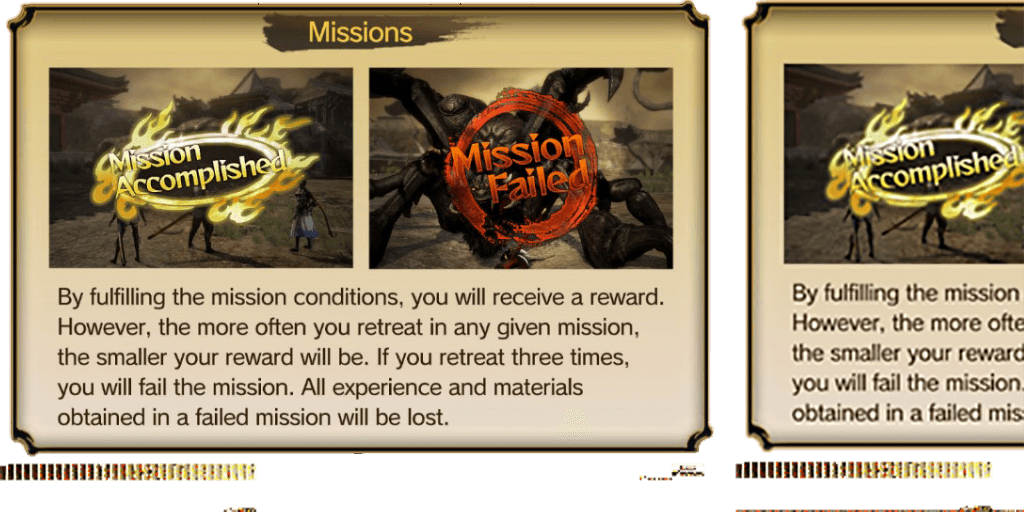 Missions
Mission
Accomplished
Mission
Failed
By fulfilling the mission conditions, you will receive a reward.
However, the more often you retreat in any given mission,
the smaller your reward will be. If you retreat three times,
you will fail the mission. All experience and materials
obtained in a failed mission will be lost.
Mission
Accomplished
By fulfilling the mission
However, the more ofte
the smaller your reward
you will fail the mission.
obtained in a failed mis